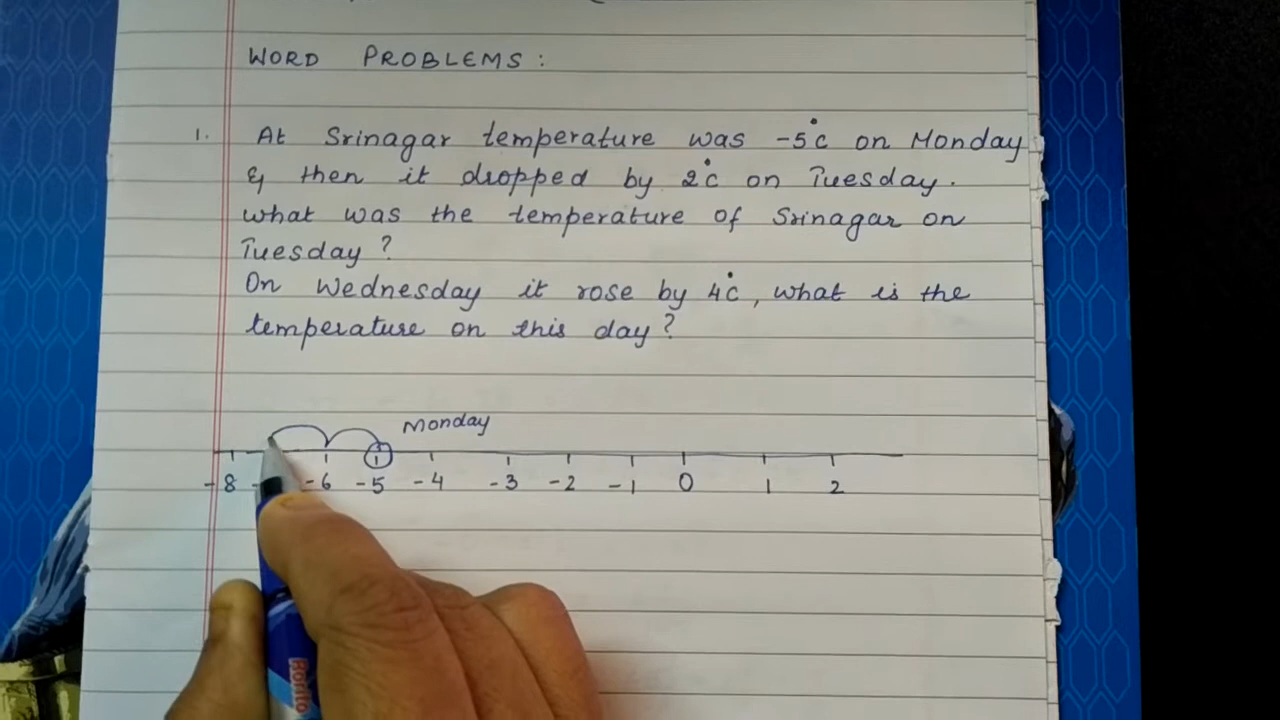 WORD PROBLEMS :
1. At Srinagar temperature was -5°C on Monday
& then it dropped by 2°C on Tuesday.
What was the temperature of Srinagar on
Tuesday ?
On Wednesday it rose by 4°C, what is the
temperature on this day ?
Monday
-8 - -6 -5 -4 -3 -2 -1 0 1 2
Rorito